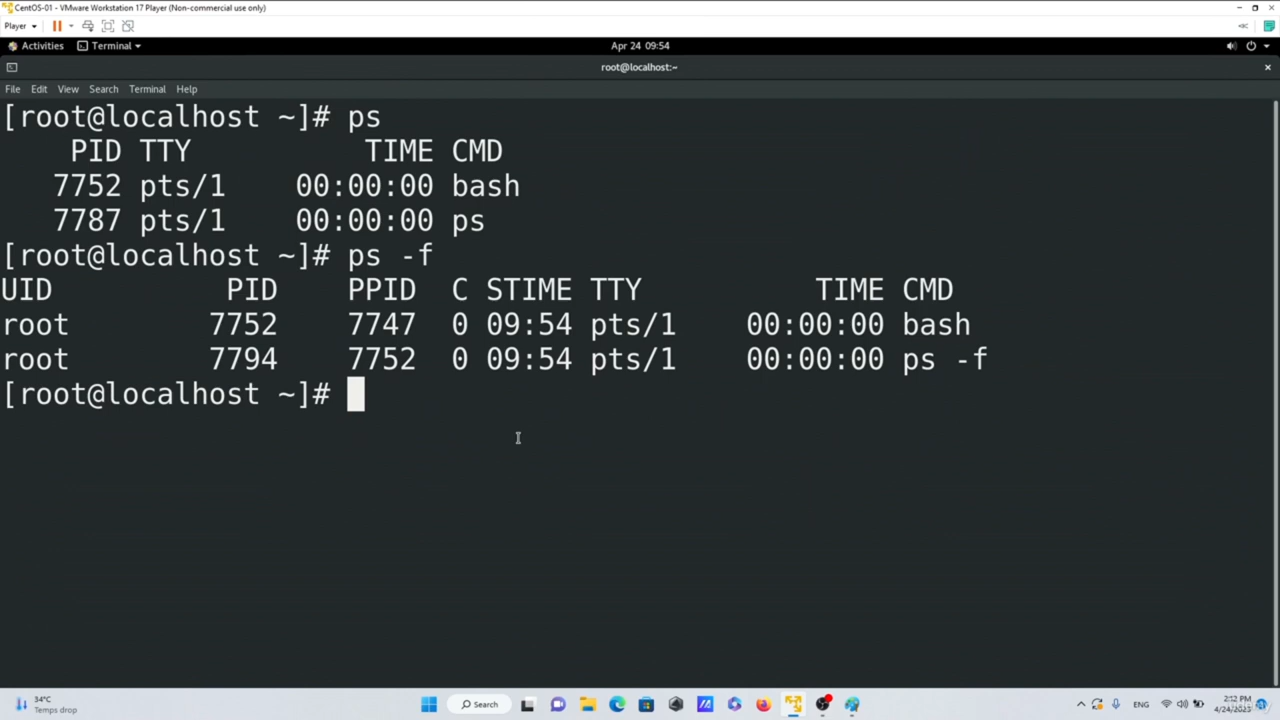 CentOS-01 - VMware Workstation 17 Player (Non-commercial use only)
Player
Activities Terminal Apr 24 09:54
root@localhost:~
File Edit View Search Terminal Help
[root@localhost ~]# ps
PID TTY TIME CMD
7752 pts/1 00:00:00 bash
7787 pts/1 00:00:00 ps
[root@localhost ~]# ps -f
UID PID PPID C STIME TTY TIME CMD
root 7752 7747 0 09:54 pts/1 00:00:00 bash
root 7794 7752 0 09:54 pts/1 00:00:00 ps -f
[root@localhost ~]#
34°C
Temps drop
Search
ENG
2:12 PM
4/24/2023